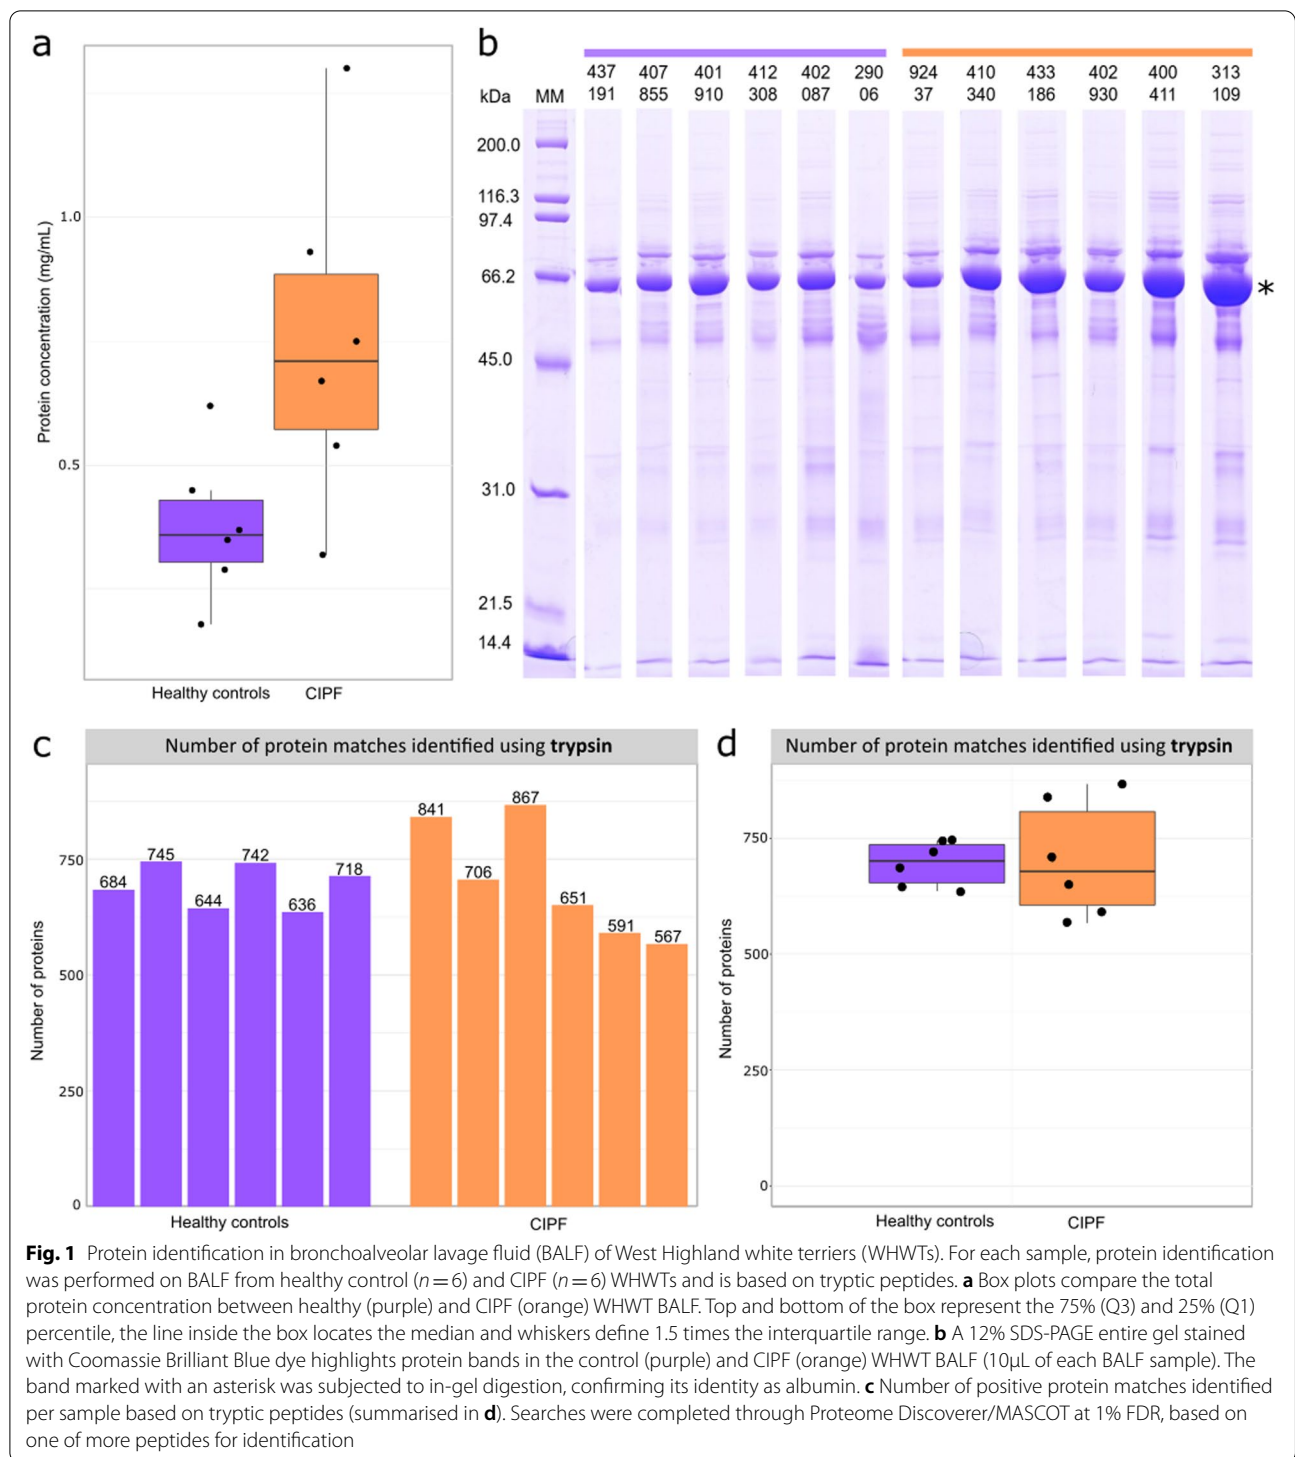 a
Protein concentration (mg/mL)
1.0
0.5
Healthy controls CIPF
b
437 407 401 412 402 290 924 410 433 402 400 313
kDa MM 191 855 910 308 087 06 37 340 186 930 411 109
200.0
116.3
97.4
66.2
*
45.0
31.0
21.5
14.4
c
Number of protein matches identified using trypsin
Number of proteins
750
500
250
0
684 745 644 742 636 718 841 706 867 651 591 567
Healthy controls CIPF
d
Number of protein matches identified using trypsin
Number of proteins
750
500
250
0
Healthy controls CIPF
Fig. 1 Protein identification in bronchoalveolar lavage fluid (BALF) of West Highland white terriers (WHWTs). For each sample, protein identification
was performed on BALF from healthy control (n = 6) and CIPF (n = 6) WHWTs and is based on tryptic peptides. a Box plots compare the total
protein concentration between healthy (purple) and CIPF (orange) WHWT BALF. Top and bottom of the box represent the 75% (Q3) and 25% (Q1)
percentile, the line inside the box locates the median and whiskers define 1.5 times the interquartile range. b A 12% SDS-PAGE entire gel stained
with Coomassie Brilliant Blue dye highlights protein bands in the control (purple) and CIPF (orange) WHWT BALF (10μL of each BALF sample). The
band marked with an asterisk was subjected to in-gel digestion, confirming its identity as albumin. c Number of positive protein matches identified
per sample based on tryptic peptides (summarised in d). Searches were completed through Proteome Discoverer/MASCOT at 1% FDR, based on
one of more peptides for identification